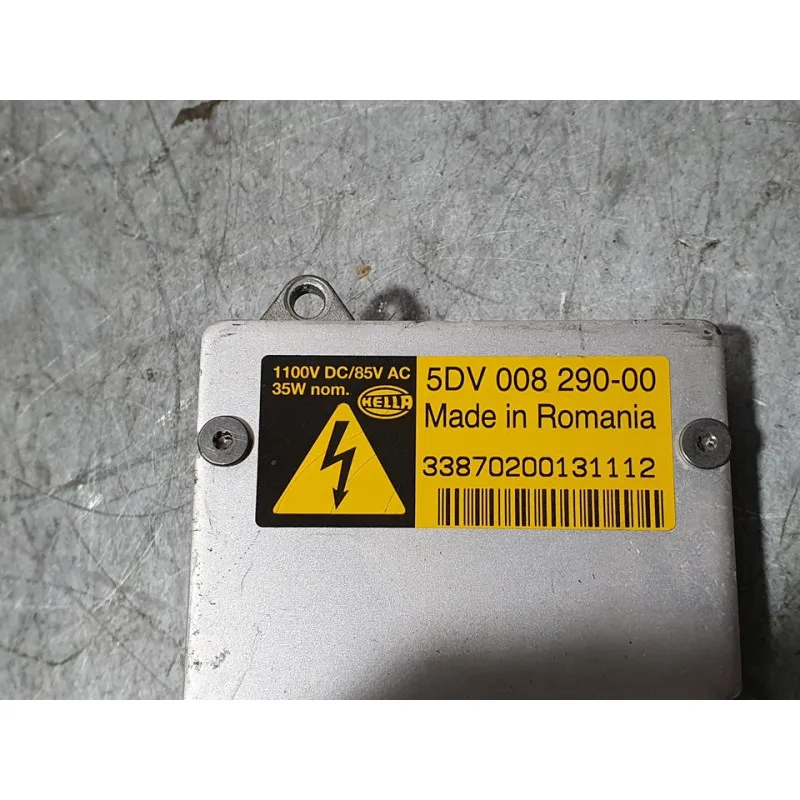 1100V DC/85V AC
35W nom.
HELLA
5DV 008 290-00
Made in Romania
33870200131112